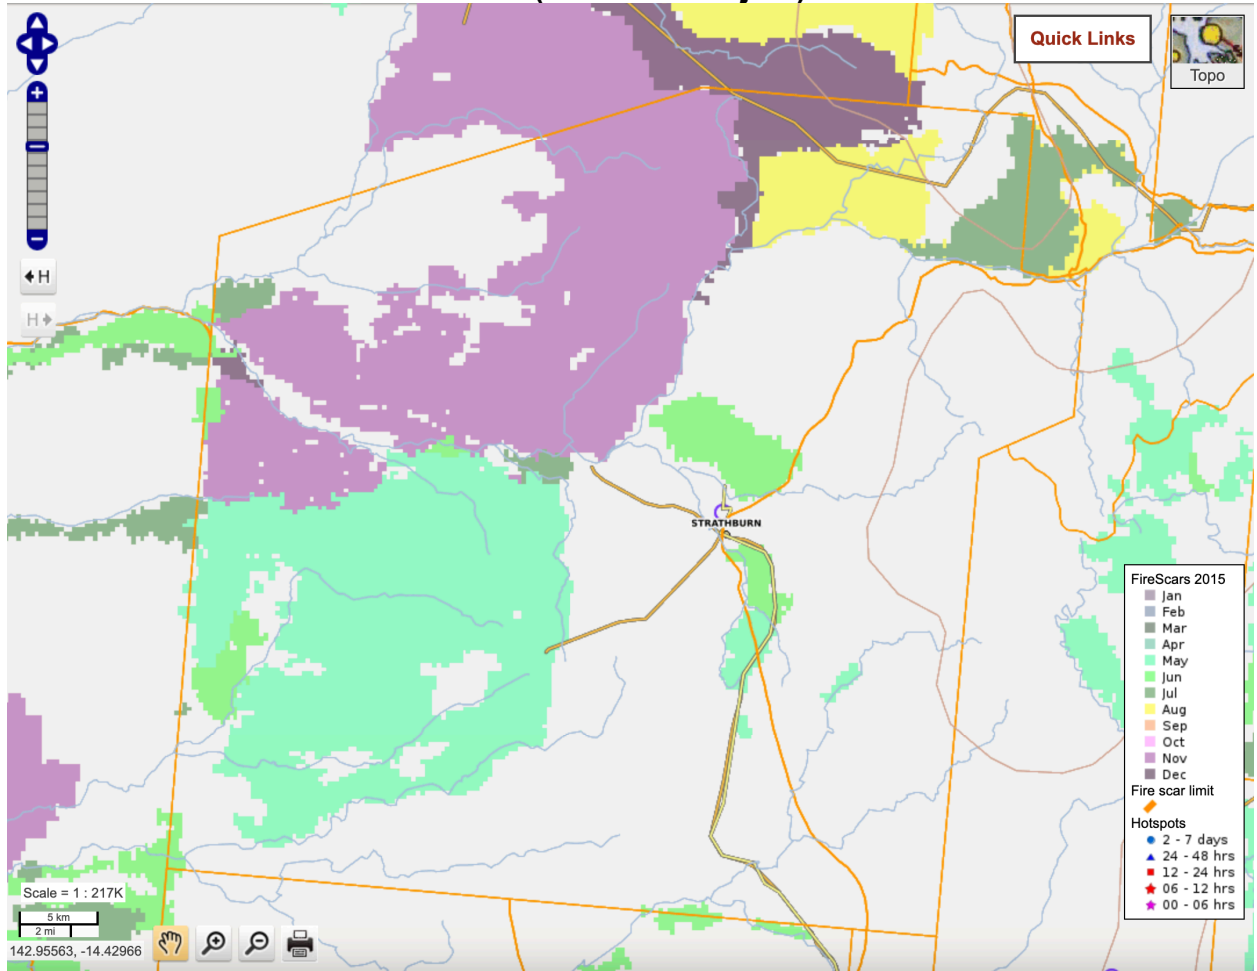 Quick Links
Topo
+
−
H
H
STRATHBURN
FireScars 2015
Jan
Feb
Mar
Apr
May
Jun
Jul
Aug
Sep
Oct
Nov
Dec
Fire scar limit
Hotspots
2 - 7 days
24 - 48 hrs
12 - 24 hrs
06 - 12 hrs
00 - 06 hrs
Scale = 1 : 217K
5 km
2 mi
142.95563, -14.42966